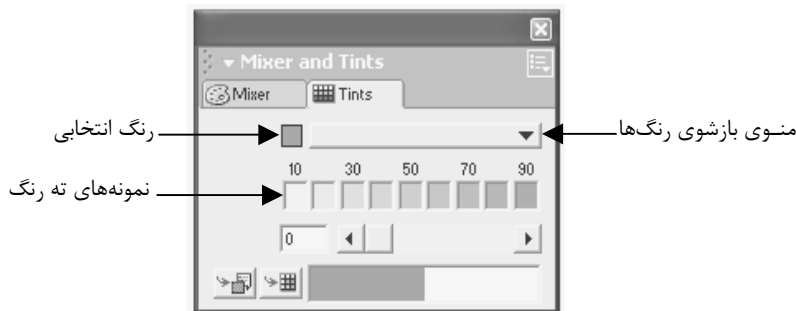 Mixer and Tints
Mixer Tints
منـوی بازشوی رنگ‌ها
رنگ انتخابی
10 30 50 70 90
نمونه‌های ته رنگ
0